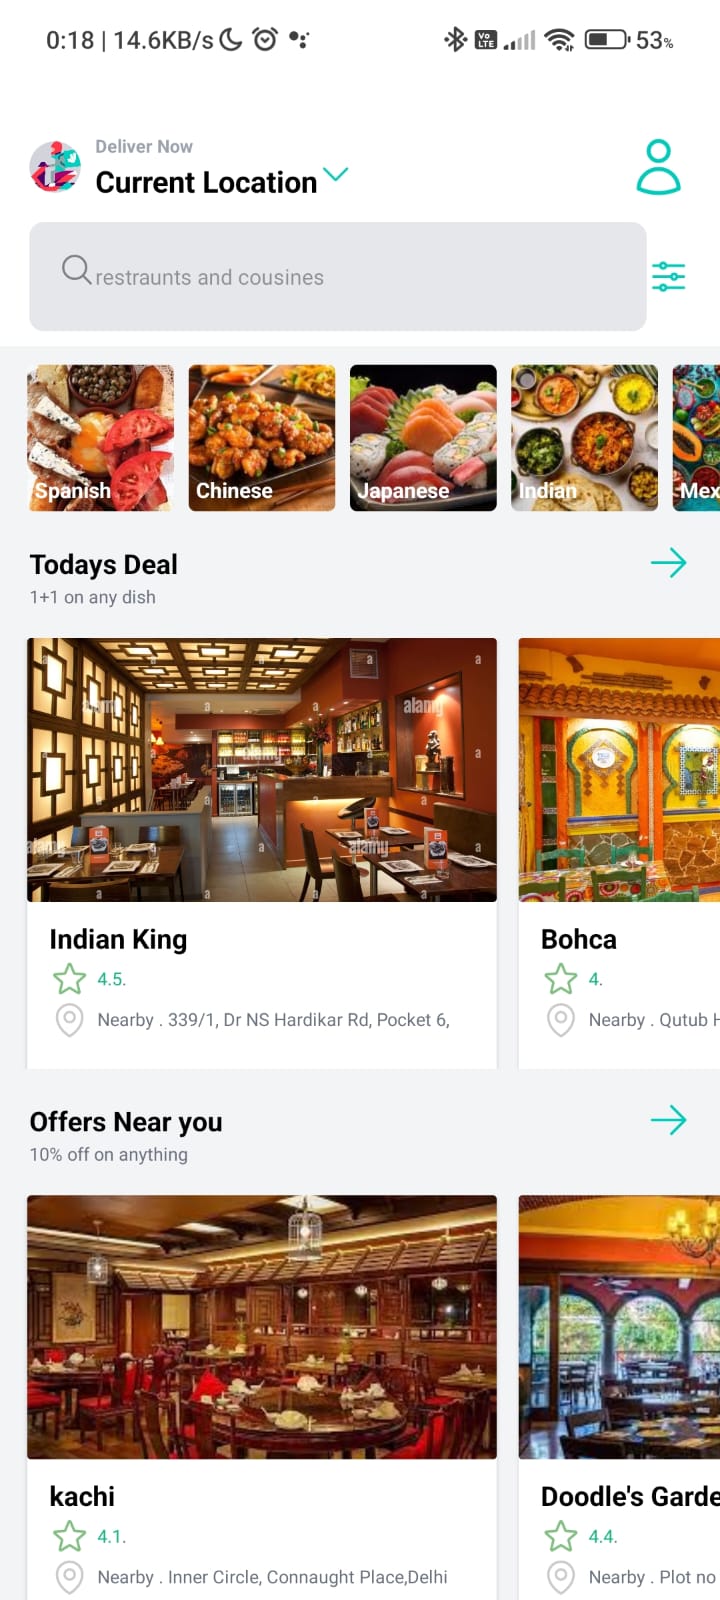 0:18 | 14.6KB/s
Vo LTE
53%
Deliver Now
Current Location
restraunts and cousines
Spanish
Chinese
Japanese
Indian
Mex
Todays Deal
1+1 on any dish
alamy
alamy
alamy
alamy
alamy
Indian King
4.5.
Nearby . 339/1, Dr NS Hardikar Rd, Pocket 6,
Bohca
4.
Nearby . Qutub H
Offers Near you
10% off on anything
kachi
4.1.
Nearby . Inner Circle, Connaught Place,Delhi
Doodle's Garde
4.4.
Nearby . Plot no